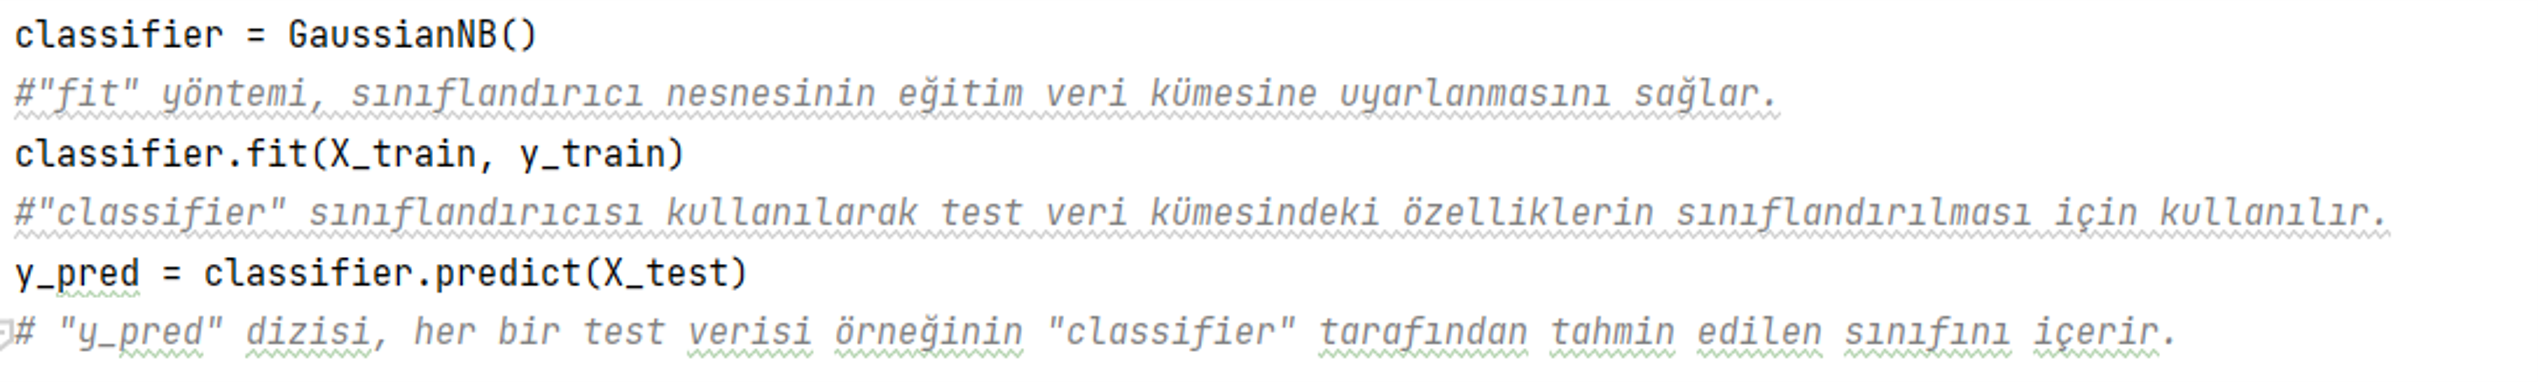 classifier = GaussianNB()
#"fit" yöntemi, sınıflandırıcı nesnesinin eğitim veri kümesine uyarlanmasını sağlar.
classifier.fit(X_train, y_train)
#"classifier" sınıflandırıcısı kullanılarak test veri kümesindeki özelliklerin sınıflandırılması için kullanılır.
y_pred = classifier.predict(X_test)
# "y_pred" dizisi, her bir test verisi örneğinin "classifier" tarafından tahmin edilen sınıfını içerir.